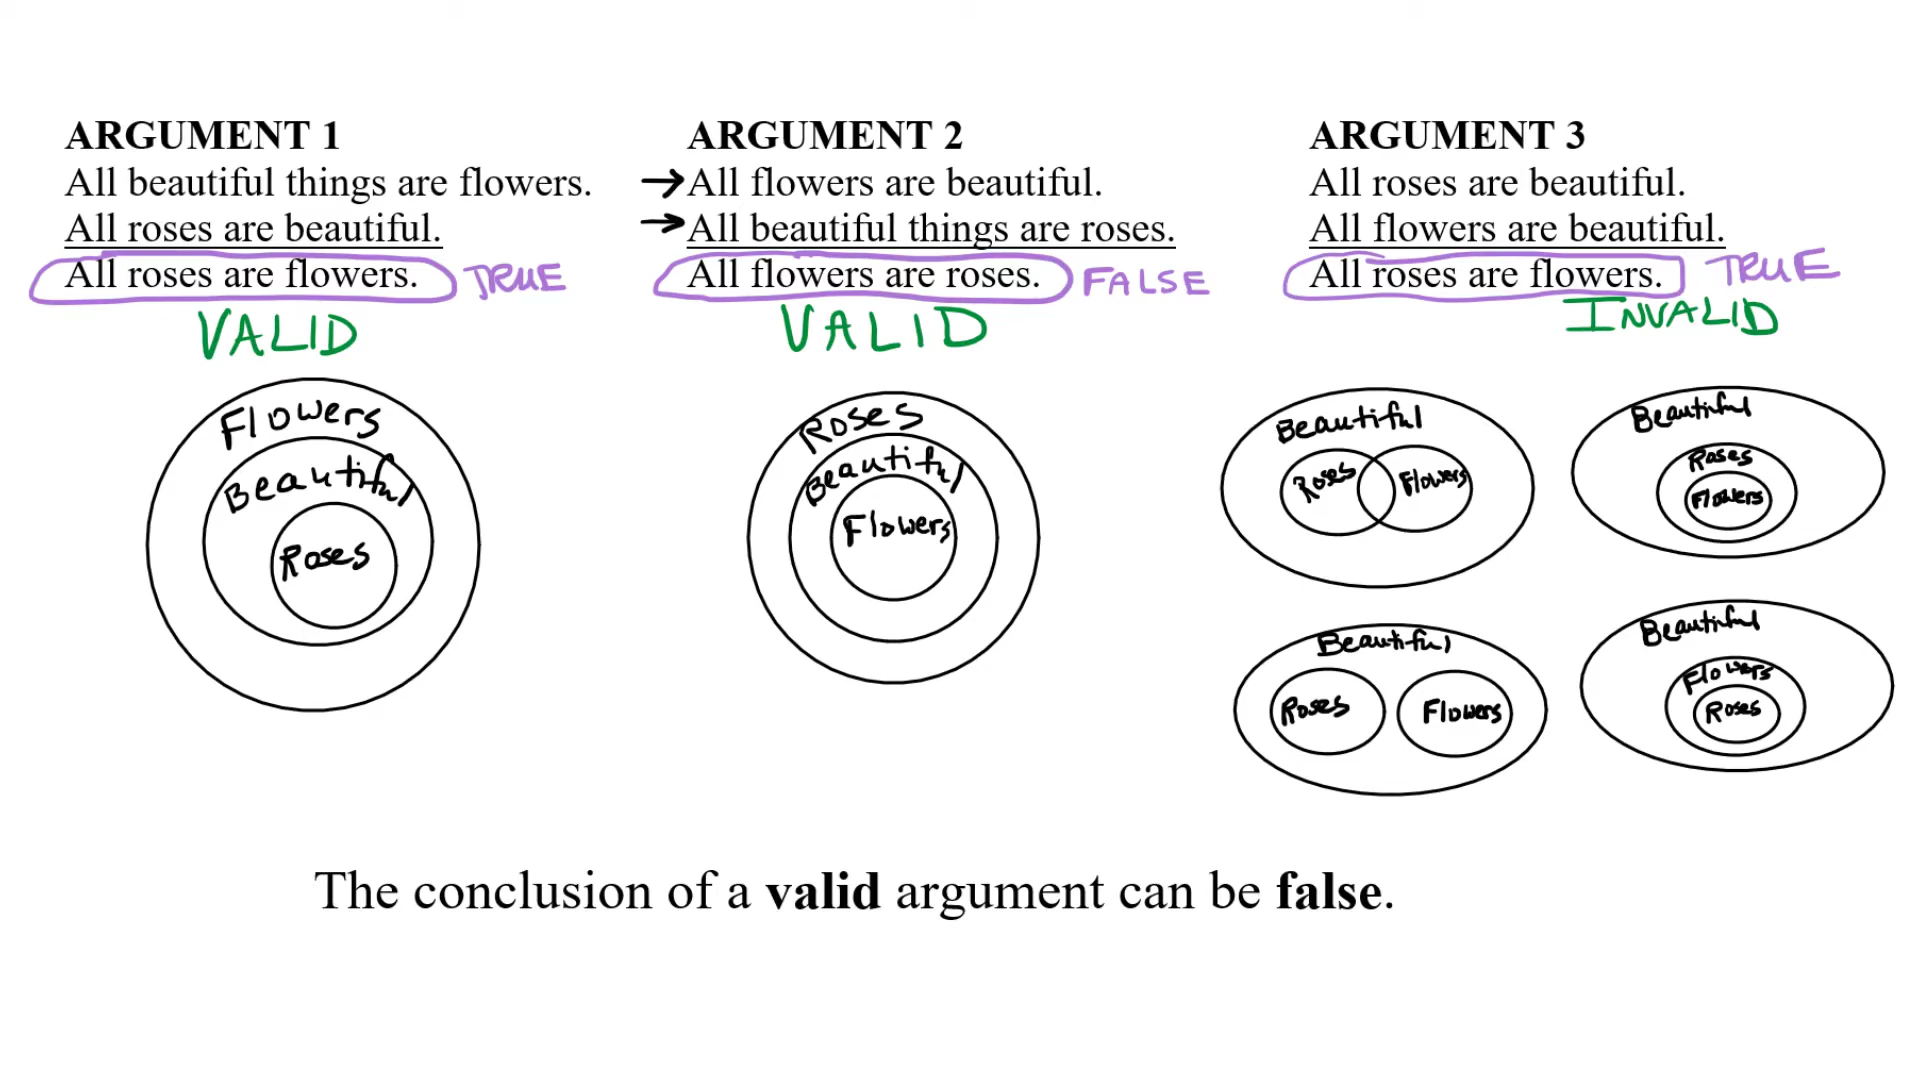 ARGUMENT 1
All beautiful things are flowers.
All roses are beautiful.
All roses are flowers. TRUE
VALID
Flowers
Beautiful
Roses
ARGUMENT 2
All flowers are beautiful.
All beautiful things are roses.
All flowers are roses. FALSE
VALID
Roses
Beautiful
Flowers
ARGUMENT 3
All roses are beautiful.
All flowers are beautiful.
All roses are flowers. TRUE
INVALID
Beautiful
Roses Flowers
Beautiful
Roses
Flowers
Beautiful
Roses Flowers
Beautiful
Flowers
Roses
The conclusion of a valid argument can be false.